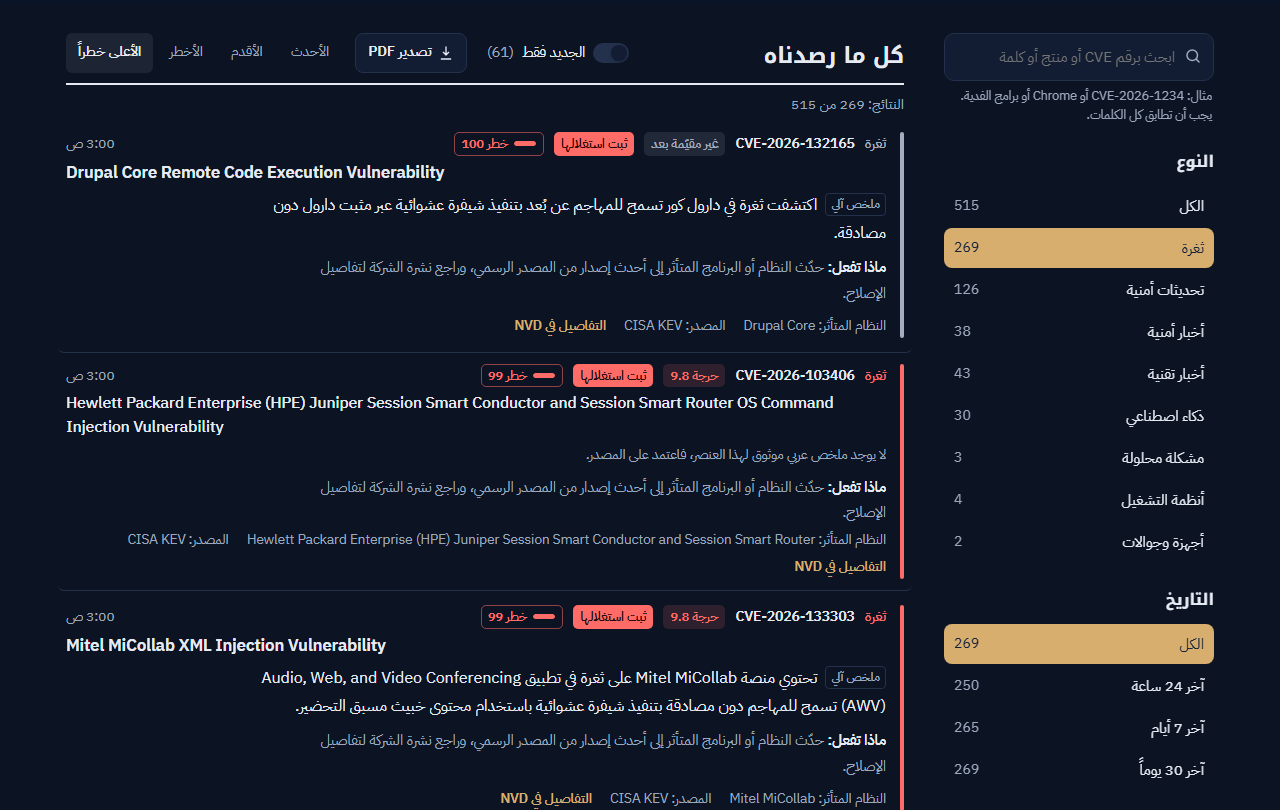 ابحث برقم CVE أو منتج أو كلمة
مثال: CVE-2026-1234 أو Chrome أو برامج الفدية.
يجب أن تطابق كل الكلمات.
النوع
الكل 515
ثغرة 269
تحديثات أمنية 126
أخبار أمنية 38
أخبار تقنية 43
ذكاء اصطناعي 30
مشكلة محلولة 3
أنظمة التشغيل 4
أجهزة وجوالات 2
التاريخ
الكل 269
آخر 24 ساعة 250
آخر 7 أيام 265
آخر 30 يوماً 269
كل ما رصدناه
الجديد فقط (61)
تصدير PDF
الأحدث
الأقدم
الأخطر
الأعلى خطراً
النتائج: 269 من 515
ثغرة CVE-2026-132165 غير مقيّمة بعد ثبت استغلالها خطر 100 3:00 ص
Drupal Core Remote Code Execution Vulnerability
ملخص آلي اكتشفت ثغرة في دارول كور تسمح للمهاجم عن بُعد بتنفيذ شيفرة عشوائية عبر مثبت دارول دون
مصادقة.
ماذا تفعل: حدّث النظام أو البرنامج المتأثر إلى أحدث إصدار من المصدر الرسمي، وراجع نشرة الشركة لتفاصيل
الإصلاح.
النظام المتأثر: Drupal Core المصدر: CISA KEV التفاصيل في NVD
ثغرة CVE-2026-103406 حرجة 9.8 ثبت استغلالها خطر 99 3:00 ص
Hewlett Packard Enterprise (HPE) Juniper Session Smart Conductor and Session Smart Router OS Command
Injection Vulnerability
لا يوجد ملخص عربي موثوق لهذا العنصر، فاعتمد على المصدر.
ماذا تفعل: حدّث النظام أو البرنامج المتأثر إلى أحدث إصدار من المصدر الرسمي، وراجع نشرة الشركة لتفاصيل
الإصلاح.
النظام المتأثر: Hewlett Packard Enterprise (HPE) Juniper Session Smart Conductor and Session Smart Router المصدر: CISA KEV
التفاصيل في NVD
ثغرة CVE-2026-133303 حرجة 9.8 ثبت استغلالها خطر 99 3:00 ص
Mitel MiCollab XML Injection Vulnerability
ملخص آلي تحتوي منصة Mitel MiCollab على ثغرة في تطبيق Audio, Web, and Video Conferencing
(AWV) تسمح للمهاجم دون مصادقة بتنفيذ شيفرة عشوائية باستخدام محتوى خبيث مسبق التحضير.
ماذا تفعل: حدّث النظام أو البرنامج المتأثر إلى أحدث إصدار من المصدر الرسمي، وراجع نشرة الشركة لتفاصيل
الإصلاح.
النظام المتأثر: Mitel MiCollab المصدر: CISA KEV التفاصيل في NVD